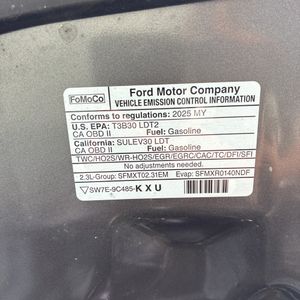 FoMoCo
Ford Motor Company
VEHICLE EMISSION CONTROL INFORMATION
Conforms to regulations: 2025 MY
U.S. EPA: T3B30 LDT2
CA OBD II Fuel: Gasoline
California: SULEV30 LDT
CA OBD II Fuel: Gasoline
TWC/HO2S/WR-HO2S/EGR/EGRC/CAC/TC/DFI/SFI
No adjustments needed.
2.3L-Group: SFMXT02.31EM Evap: SFMXR0140NDF
SW7E-9C485-KXU